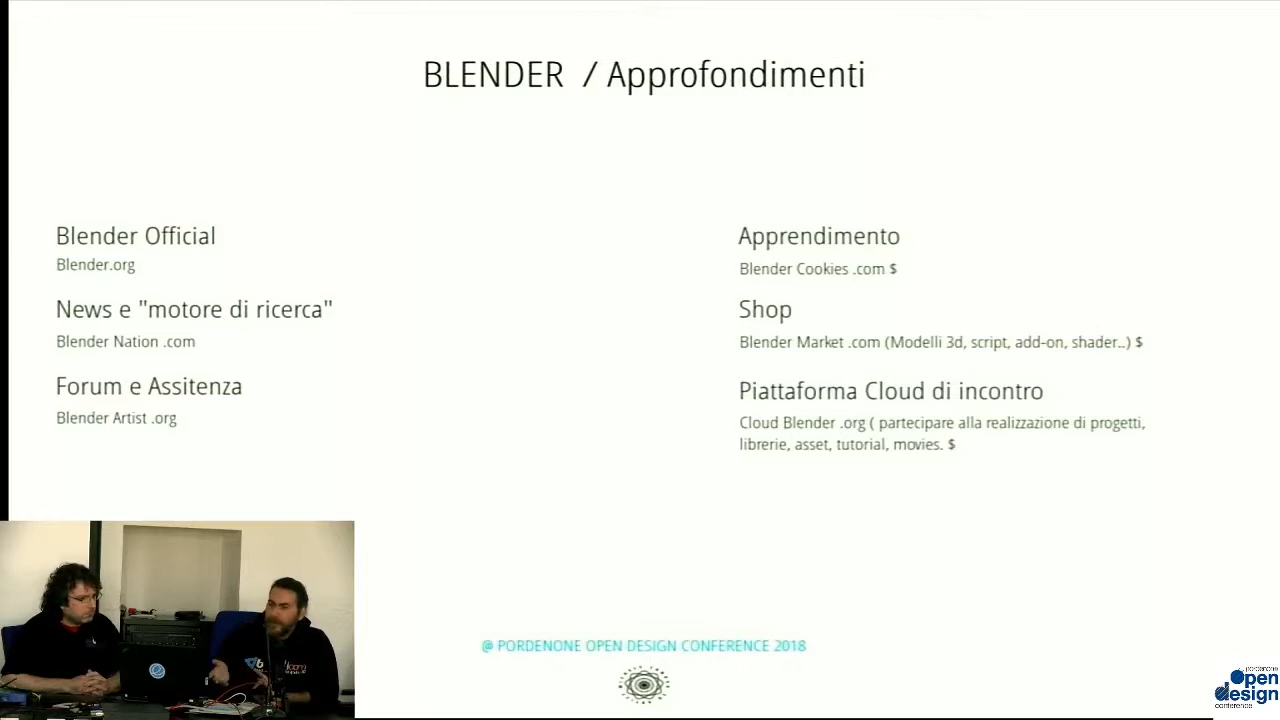 BLENDER / Approfondimenti
Blender Official
Blender.org
News e "motore di ricerca"
Blender Nation .com
Forum e Assitenza
Blender Artist .org
Apprendimento
Blender Cookies .com $
Shop
Blender Market .com (Modelli 3d, script, add-on, shader..) $
Piattaforma Cloud di incontro
Cloud Blender .org ( partecipare alla realizzazione di progetti,
librerie, asset, tutorial, movies. $
@ PORDENONE OPEN DESIGN CONFERENCE 2018
pordenone
open
design
conference